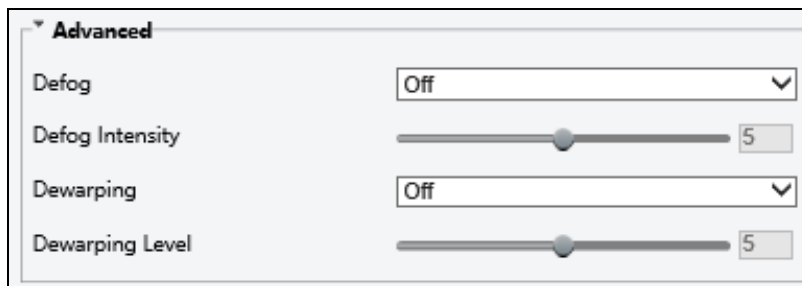 Advanced
Defog Off
Defog Intensity 5
Dewarping Off
Dewarping Level 5